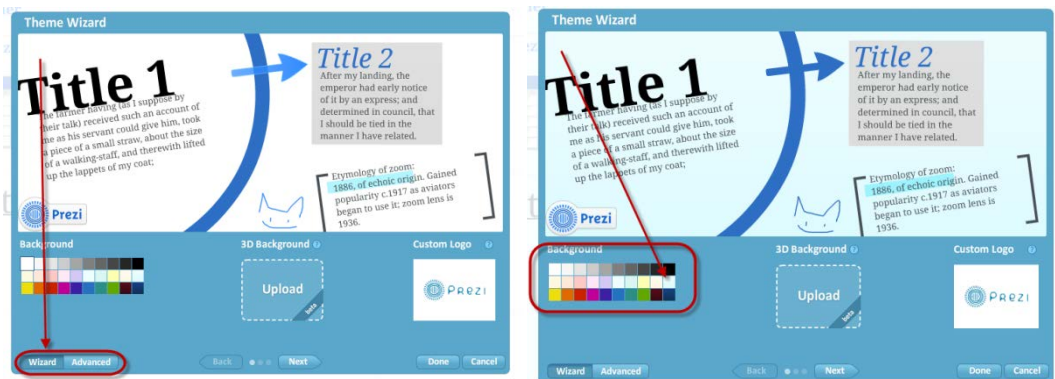 Theme Wizard
Title 1
The farmer having (as I suppose by
their talk) received such an account of
me as his servant could give him, took
a piece of a small straw, about the size
of a walking-staff, and therewith lifted
up the lappets of my coat;
Title 2
After my landing, the
emperor had early notice
of it by an express; and
determined in council, that
I should be tied in the
manner I have related.
Etymology of zoom:
1886, of echoic origin. Gained
popularity c.1917 as aviators
began to use it; zoom lens is
1936.
Prezi
Background
3D Background
Custom Logo
Upload
beta
PREZI
Wizard
Advanced
Back
Next
Done
Cancel
Theme Wizard
Title 1
The farmer having (as I suppose by
their talk) received such an account of
me as his servant could give him, took
a piece of a small straw, about the size
of a walking-staff, and therewith lifted
up the lappets of my coat;
Title 2
After my landing, the
emperor had early notice
of it by an express; and
determined in council, that
I should be tied in the
manner I have related.
Etymology of zoom:
1886, of echoic origin. Gained
popularity c.1917 as aviators
began to use it; zoom lens is
1936.
Prezi
Background
3D Background
Custom Logo
Upload
beta
PREZI
Wizard
Advanced
Back
Next
Done
Cancel